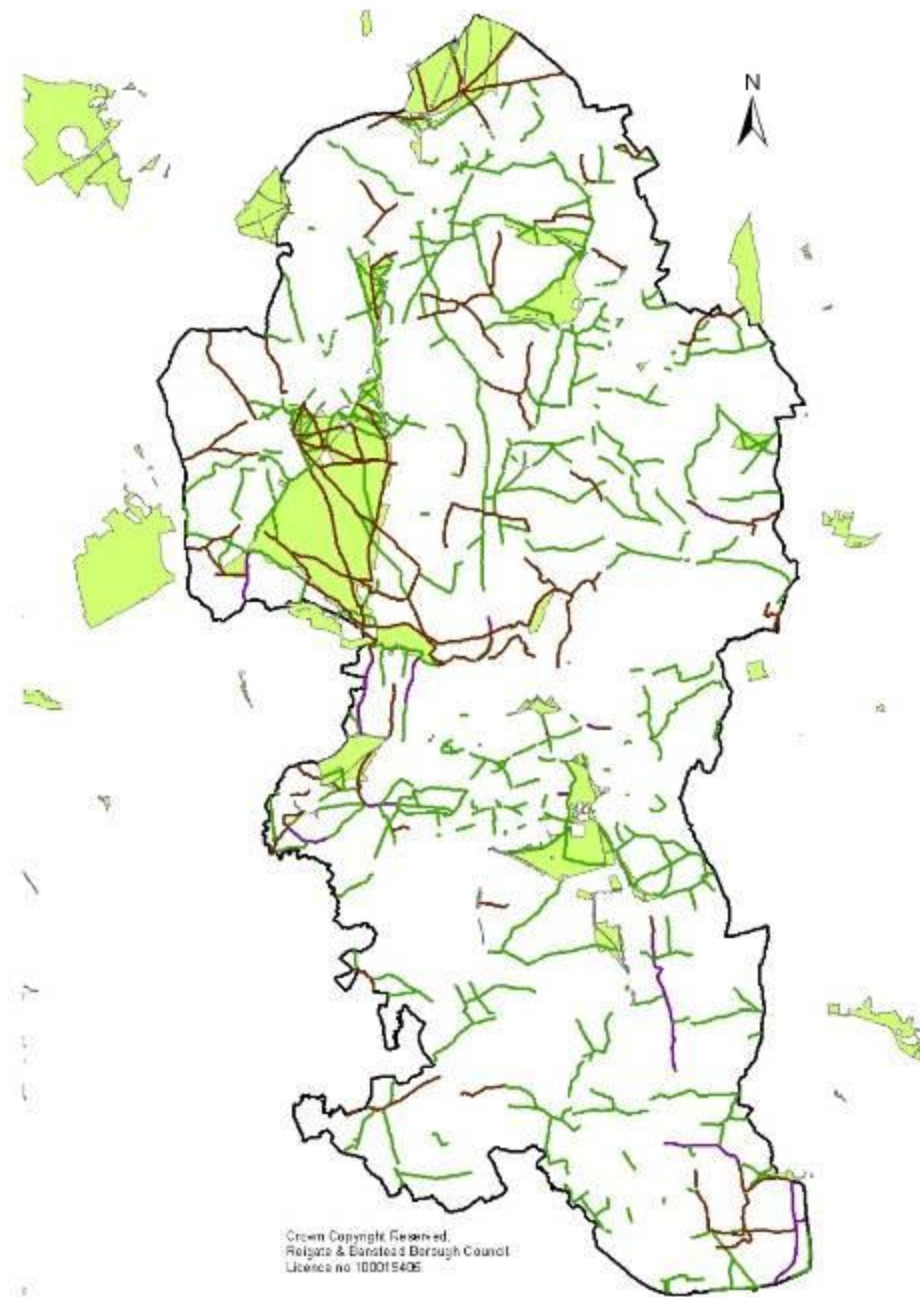 N
Crown Copyright Reserved.
Reigate & Banstead Borough Council
Licence no 100019405